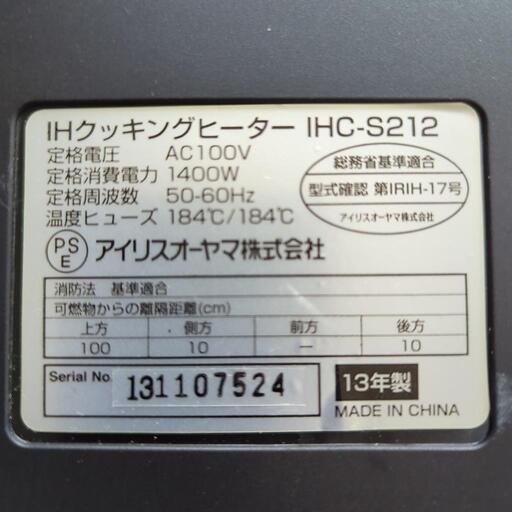 IHクッキングヒーター IHC-S212
定格電圧 AC100V
定格消費電力 1400W
定格周波数 50-60Hz
温度ヒューズ 184℃/184℃
総務省基準適合
型式確認 第IRIH-17号
アイリスオーヤマ株式会社
PS
E
アイリスオーヤマ株式会社
消防法 基準適合
可燃物からの離隔距離(cm)
上方 側方 前方 後方
100 10 ー 10
Serial No. 131107524
13年製
MADE IN CHINA